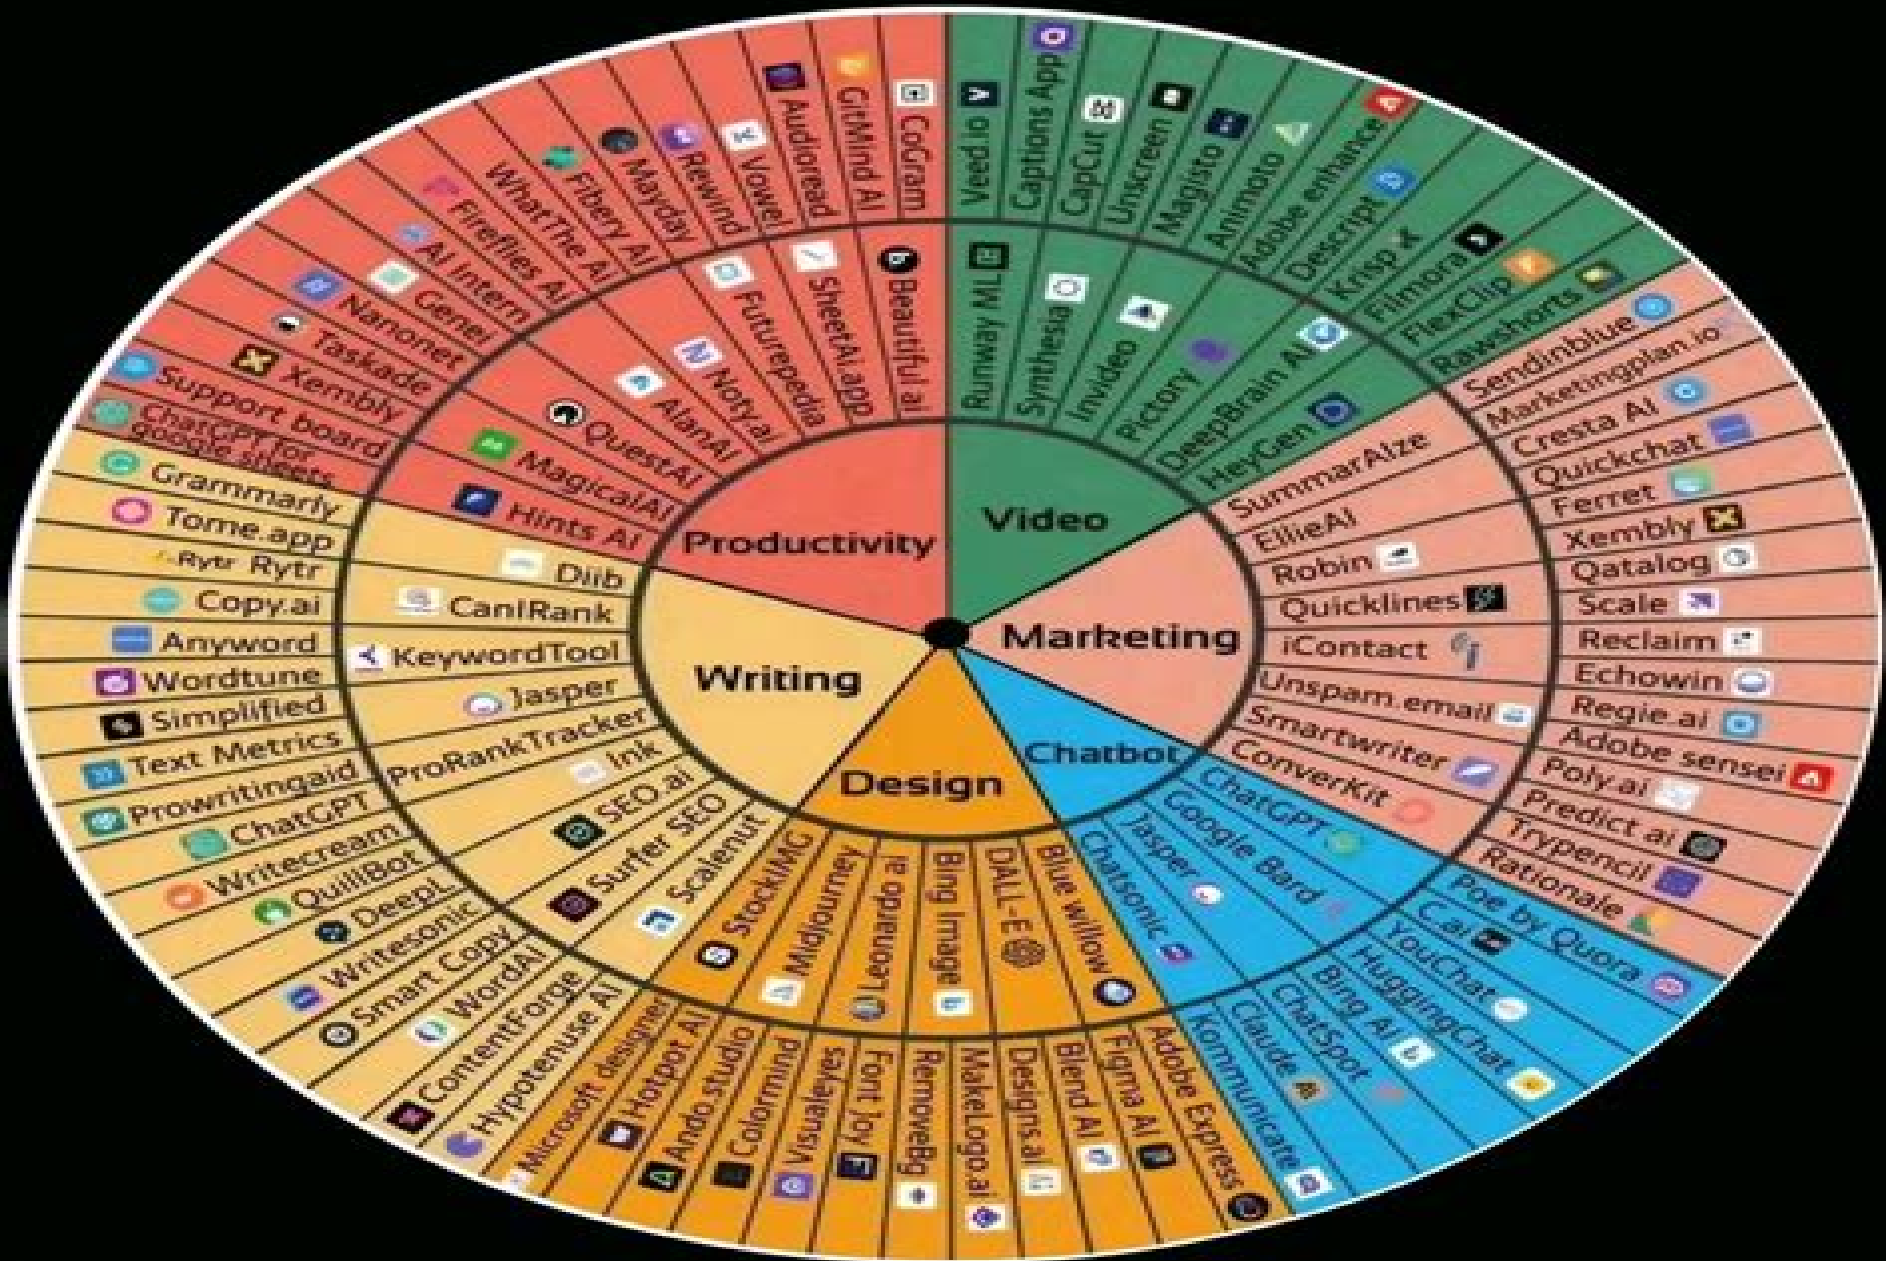 Productivity
Video
Marketing
Chatbot
Design
Writing
Runway ML
Synthesia
Invideo
Pictory
DeepBrain AI
HeyGen
Veed.io
Captions App
CapCut
Unscreen
Magisto
Animoto
Adobe enhance
Descript
Krisp
Filmora
FlexClip
Rawshorts
SummarAIze
EllieAI
Robin
Quicklines
iContact
Unspam.email
Smartwriter
ConverKit
Sendinblue
Marketingplan.io
Cresta AI
Quickchat
Ferret
Xembly
Qatalog
Scale
Reclaim
Echowin
Regie.ai
Adobe sensei
Poly.ai
Predict ai
Trypencil
Rationale
ChatGPT
Google Bard
Jasper
Chatsonic
Poe by Quora
C.ai
YouChat
HuggingChat
Bing AI
ChatSpot
Claude
Kommunicate
Blue willow
DALL-E
Bing Image
Leonardo ai
Midjourney
StockIMG
Adobe Express
Figma AI
Blend AI
Designs.ai
MakeLogo.ai
RemoveBg
Font Joy
Visualeyes
Colormind
Ando.studio
Hotpot AI
Microsoft designer
Scalenut
Surfer SEO
SEO.ai
Ink
ProRankTracker
Jasper
KeywordTool
CanIRank
Diib
Hypotenuse AI
ContentForge
WordAI
Smart Copy
Writesonic
DeepL
QuillBot
Writecream
ChatGPT
Prowritingaid
Text Metrics
Simplified
Wordtune
Anyword
Copy.ai
Rytr Rytr
Tome.app
Grammarly
Hints AI
MagicalAI
QuestAI
AlanAI
Notyai
Futurepedia
SheetAI.app
Beautiful ai
ChatGPT for
google sheets
Support board
Xembly
Taskade
Nanonet
Genei
AI Intern
Fireflies AI
WhatThe AI
Fibery AI
Mayday
Rewind
Vowel
Audioread
GitMind AI
CoGram